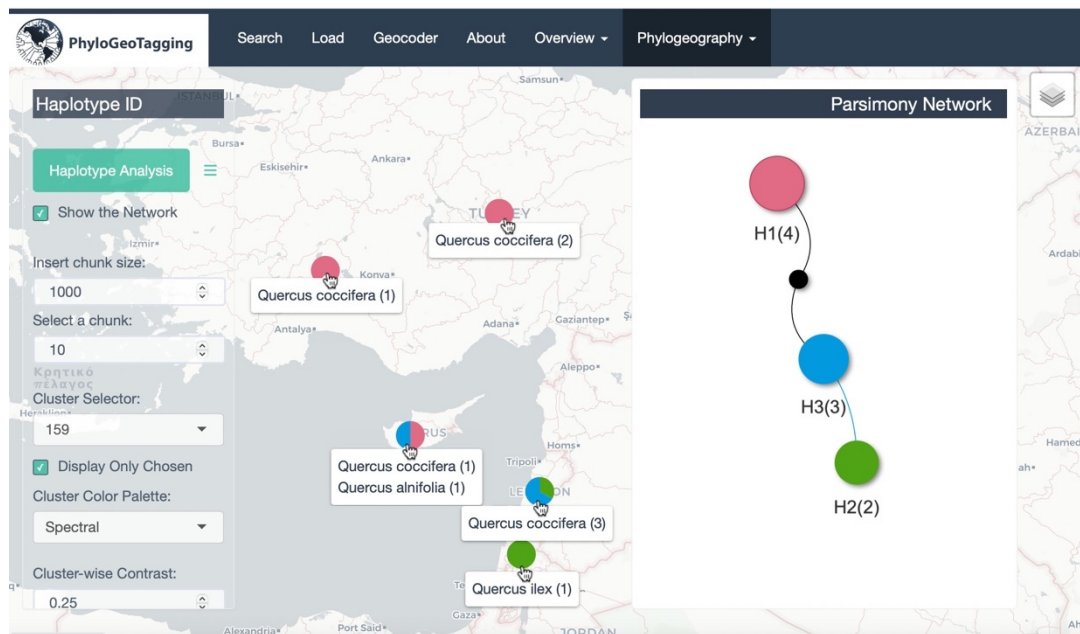 PhyloGeoTagging
Search
Load
Geocoder
About
Overview
Phylogeography
Haplotype ID
Haplotype Analysis
Show the Network
Insert chunk size:
1000
Select a chunk:
10
Κρητικό
πέλαγος
Cluster Selector:
159
Display Only Chosen
Cluster Color Palette:
Spectral
Cluster-wise Contrast:
0.25
Samsun
Bursa
Eskisehir
Ankara
Izmir
Quercus coccifera (2)
Konya
Quercus coccifera (1)
Antalya
Adana
Gaziantep
Aleppo
Homs
Tripoli
Quercus coccifera (1)
Quercus alnifolia (1)
Quercus coccifera (3)
Quercus ilex (1)
Gaza
Port Said
Alexandria
JORDAN
Parsimony Network
H1(4)
H3(3)
H2(2)
AZERBAI
Ardabi
Hamed